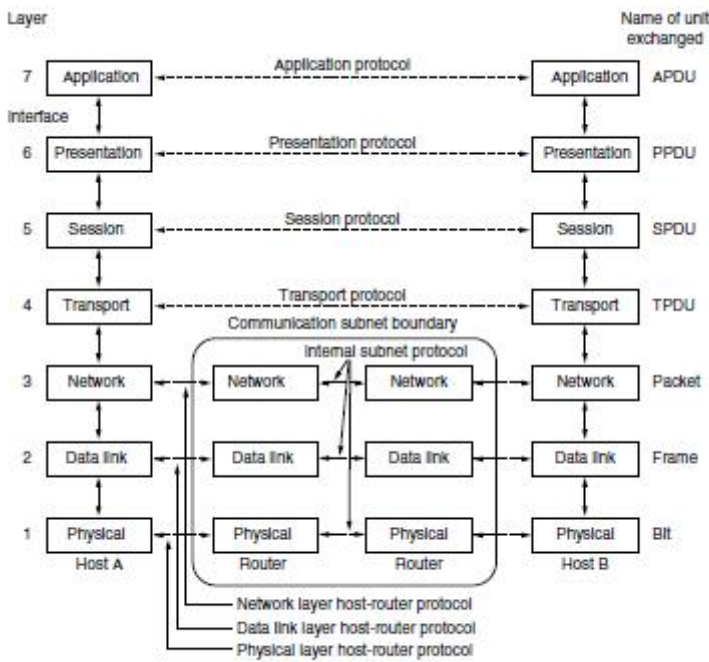 Layer
Name of unit
exchanged
Application protocol
7 Application Application APDU
Interface
Presentation protocol
6 Presentation Presentation PPDU
Session protocol
5 Session Session SPDU
Transport protocol
4 Transport Transport TPDU
Communication subnet boundary
Internal subnet protocol
3 Network Network Network Network Packet
2 Data link Data link Data link Data link Frame
1 Physical Physical Physical Physical Bit
Host A Router Router Host B
Network layer host-router protocol
Data link layer host-router protocol
Physical layer host-router protocol